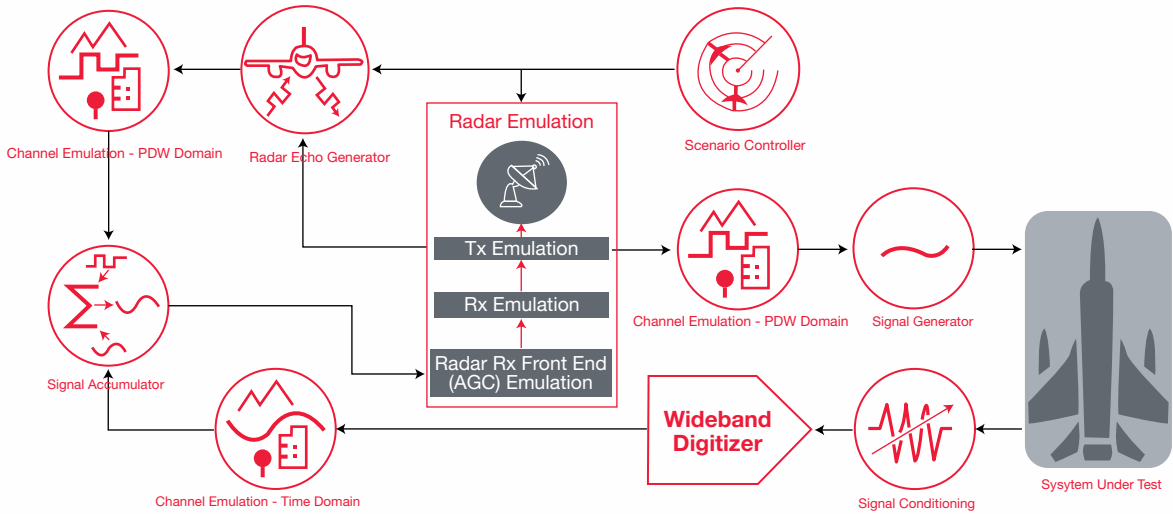 Radar Emulation
Scenario Controller
Channel Emulation - PDW Domain
Radar Echo Generator
Tx Emulation
Rx Emulation
Radar Rx Front End
(AGC) Emulation
Channel Emulation - PDW Domain
Signal Generator
Signal Accumulator
Wideband
Digitizer
Channel Emulation - Time Domain
Signal Conditioning
Sysytem Under Test